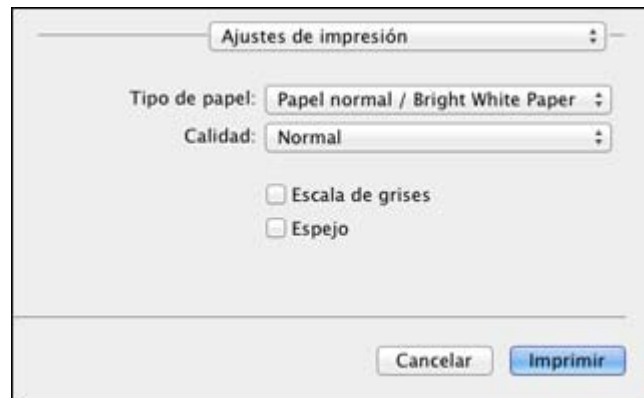 Ajustes de impresión
Tipo de papel: Papel normal / Bright White Paper
Calidad: Normal
Escala de grises
Espejo
Cancelar Imprimir